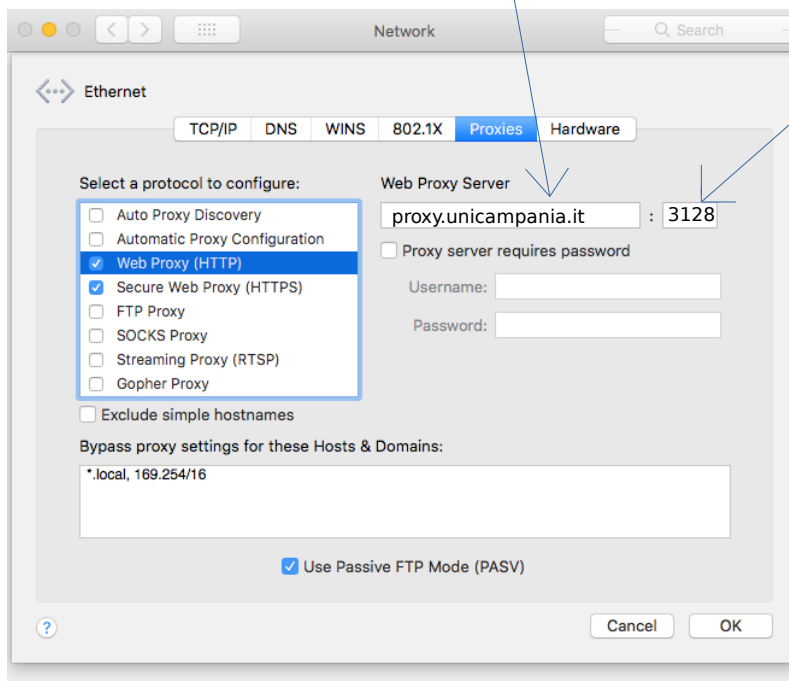 Network
Search
Ethernet
TCP/IP DNS WINS 802.1X Proxies Hardware
Select a protocol to configure:
Web Proxy Server
Auto Proxy Discovery
Automatic Proxy Configuration
Web Proxy (HTTP)
Secure Web Proxy (HTTPS)
FTP Proxy
SOCKS Proxy
Streaming Proxy (RTSP)
Gopher Proxy
proxy.unicampania.it : 3128
Proxy server requires password
Username:
Password:
Exclude simple hostnames
Bypass proxy settings for these Hosts & Domains:
*.local, 169.254/16
Use Passive FTP Mode (PASV)
?
Cancel OK